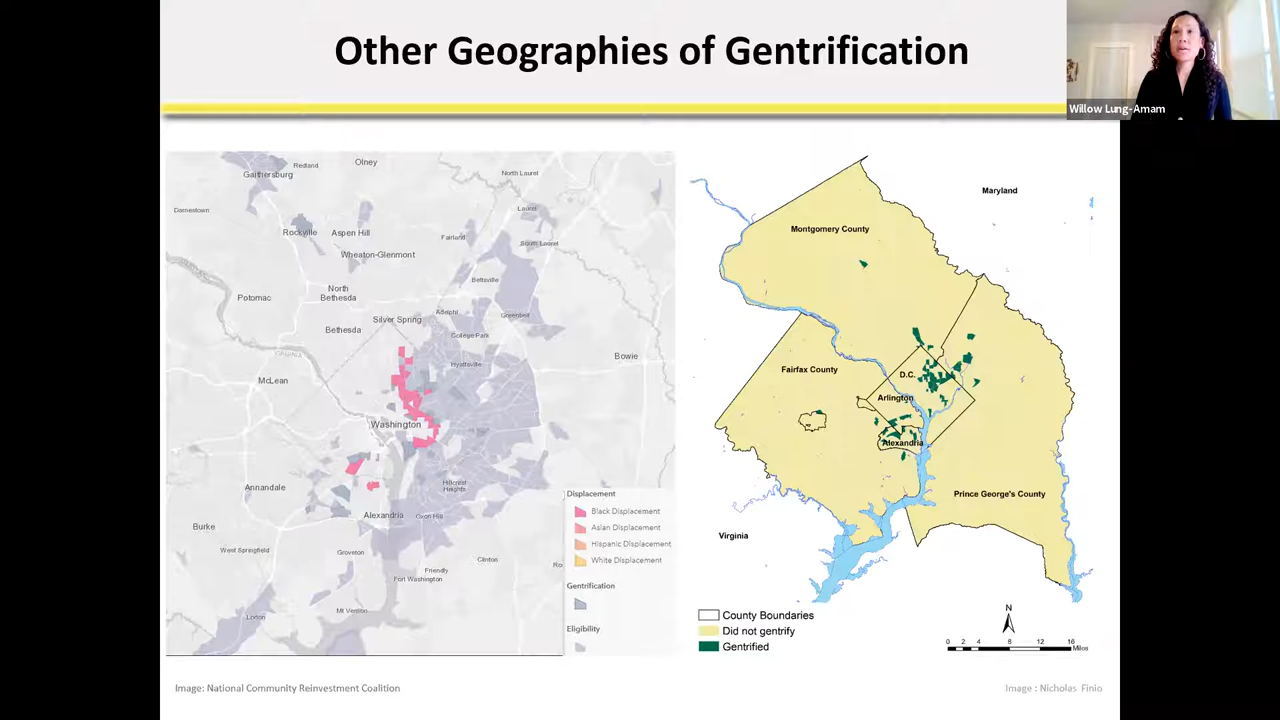 Other Geographies of Gentrification
Willow Lung-Amam
Olney
Redland
Gaithersburg
North Laurel
Damestown
Laurel
Rockville
Aspen Hill
Fairland
South Laurel
Wheaton-Glenmont
Beltsville
Potomac
North
Bethesda
Silver Spring
Adelphi
Greenbelt
Bethesda
College Park
Bowie
Hyattsville
McLean
Washington
Annandale
Hillcrest
Heights
Alexandria
Oxon Hill
Burke
West Springfield
Groveton
Clinton
Friendly
Fort Washington
Mt Vernon
Lorton
Displacement
Black Displacement
Asian Displacement
Hispanic Displacement
White Displacement
Gentrification
Eligibility
Image: National Community Reinvestment Coalition
Maryland
Montgomery County
Fairfax County
D.C.
Arlington
Alexandria
Prince George's County
Virginia
County Boundaries
Did not gentrify
Gentrified
N
0 2 4 8 12 16
Miles
Image : Nicholas Finio